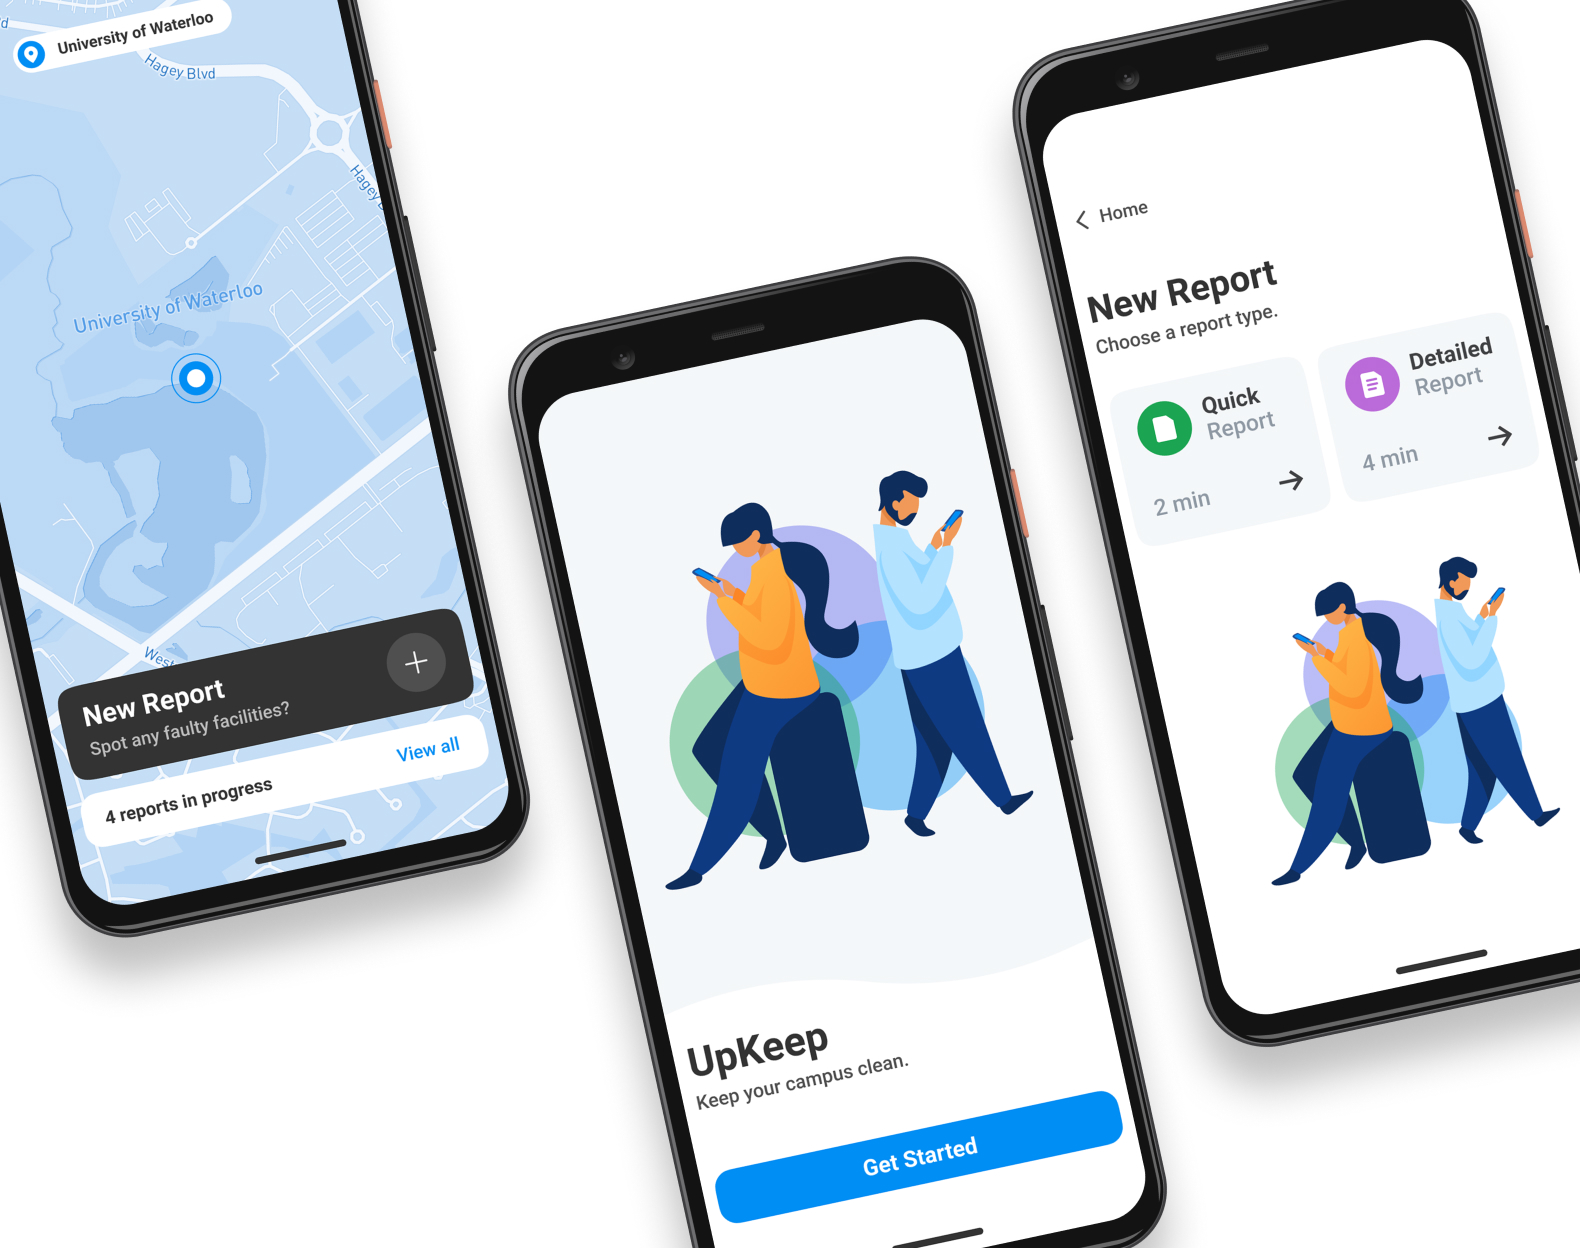 University of Waterloo
Hagey Blvd
Hagey
University of Waterloo
West
New Report
Spot any faulty facilities?
4 reports in progress
View all
UpKeep
Keep your campus clean.
Get Started
Home
New Report
Choose a report type.
Quick
Report
2 min
Detailed
Report
4 min